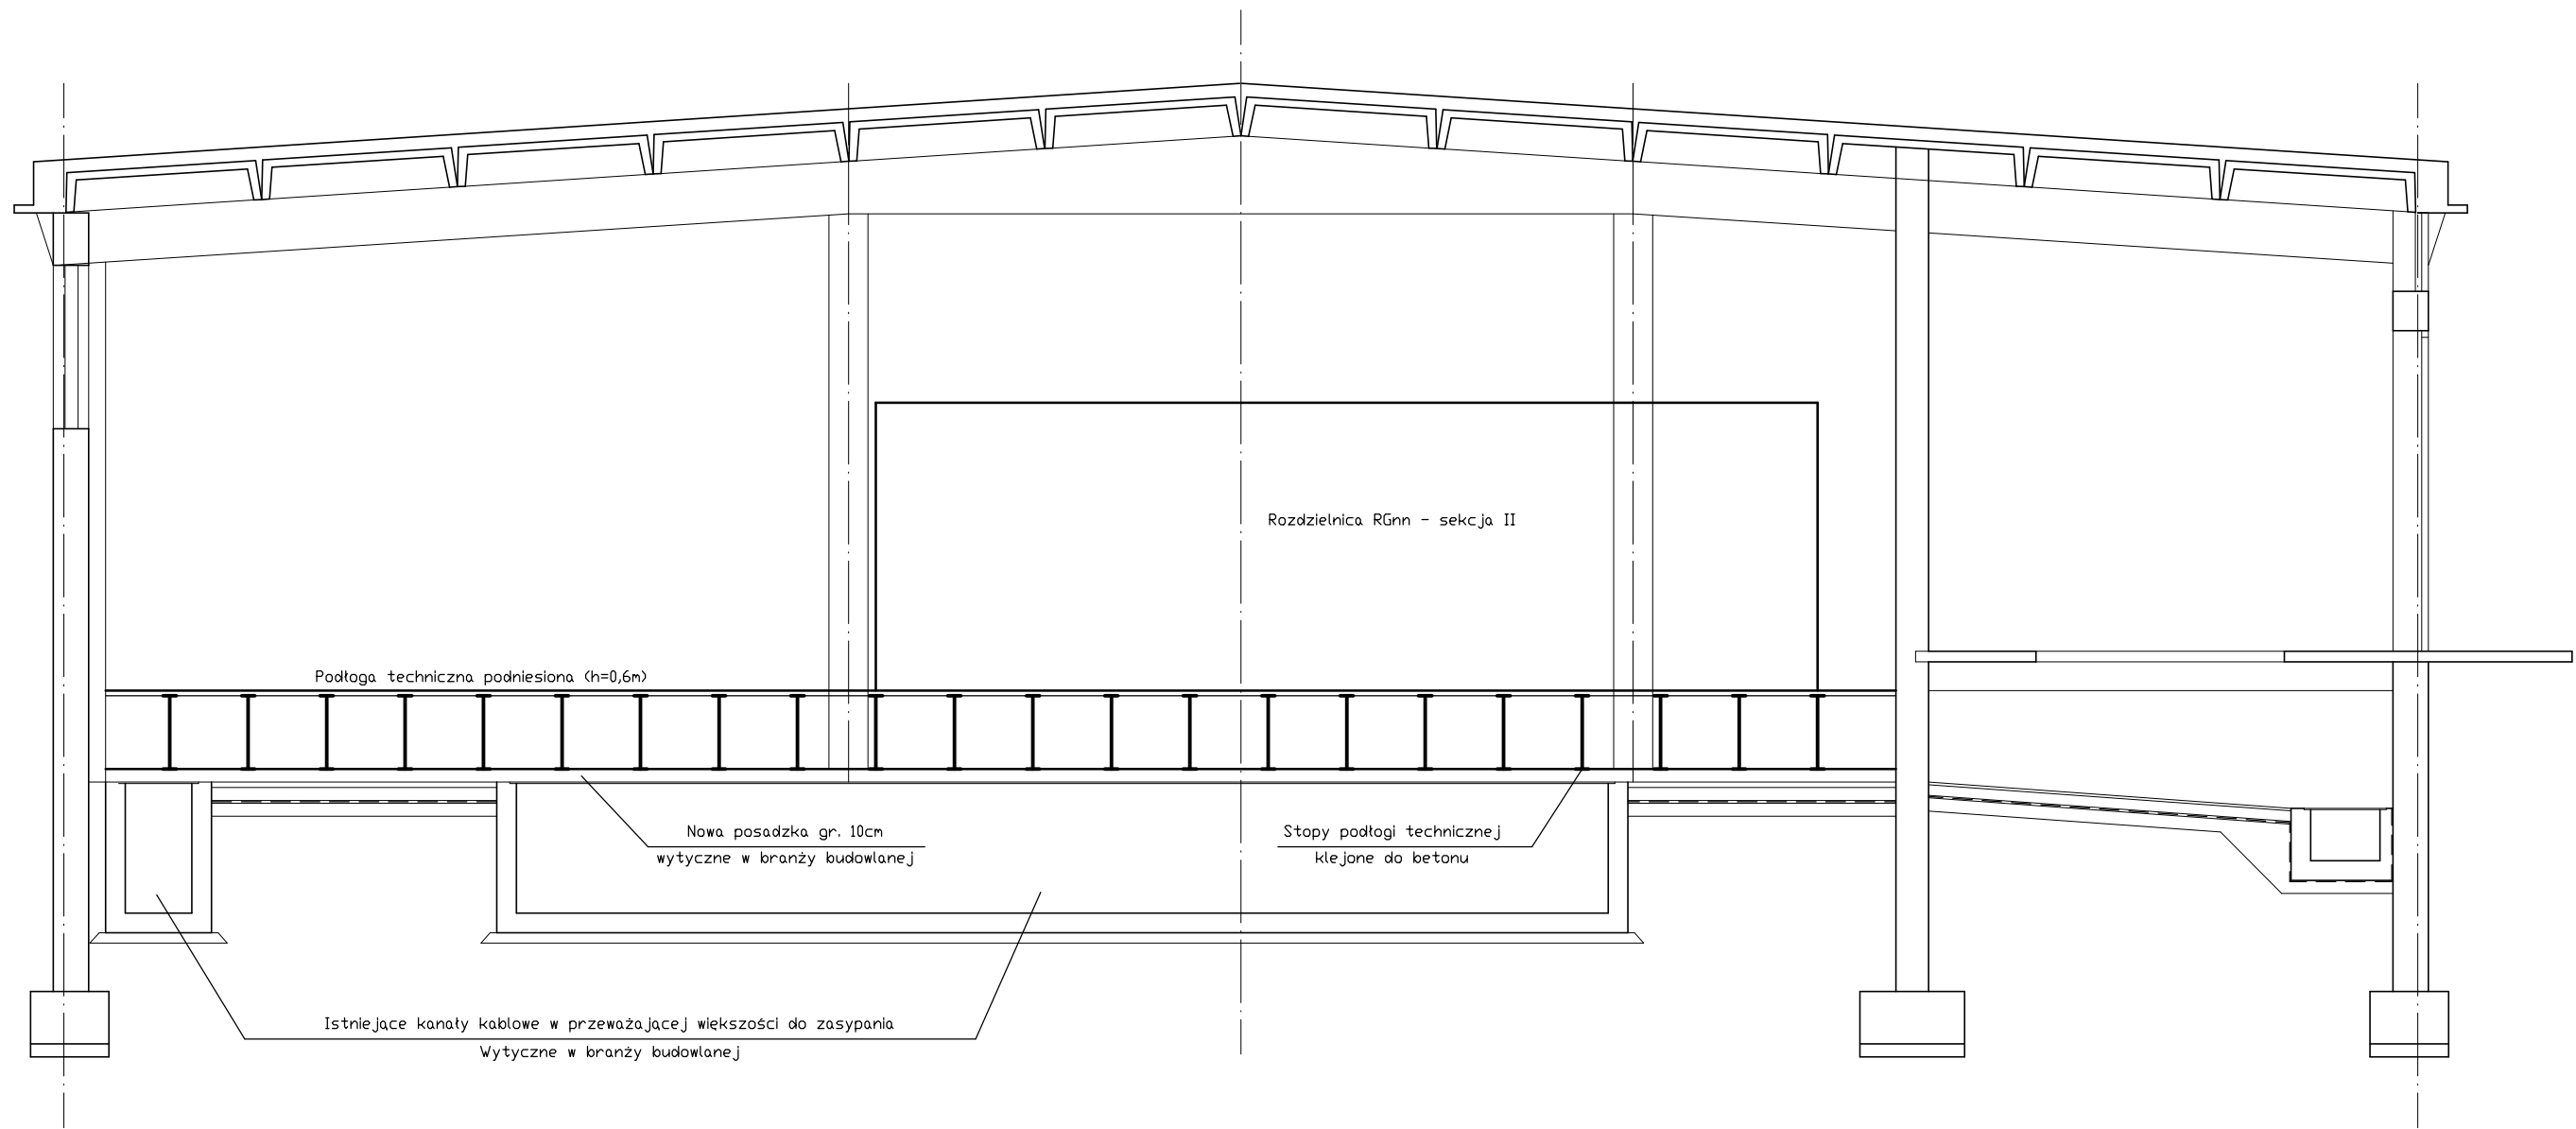 Rozdzielnica RGnn - sekcja II
Podłoga techniczna podniesiona (h=0,6m)
Nowa posadzka gr. 10cm
wytyczne w branży budowlanej
Stopy podłogi technicznej
klejone do betonu
Istniejące kanały kablowe w przeważającej większości do zasypania
Wytyczne w branży budowlanej